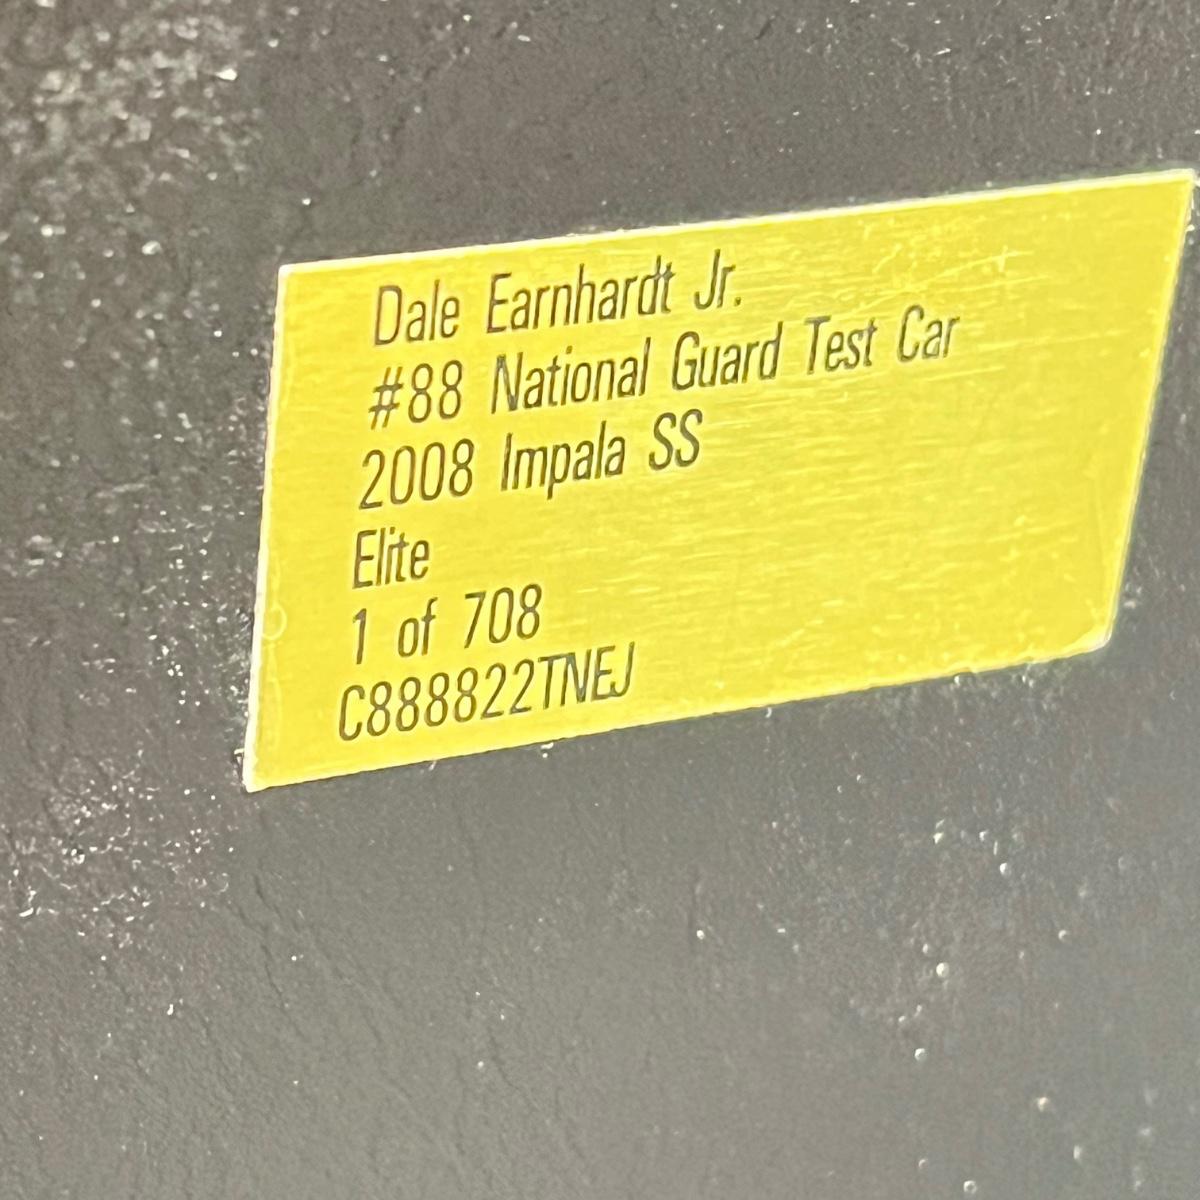 Dale Earnhardt Jr.
#88 National Guard Test Car
2008 Impala SS
Elite
1 of 708
C888822TNEJ